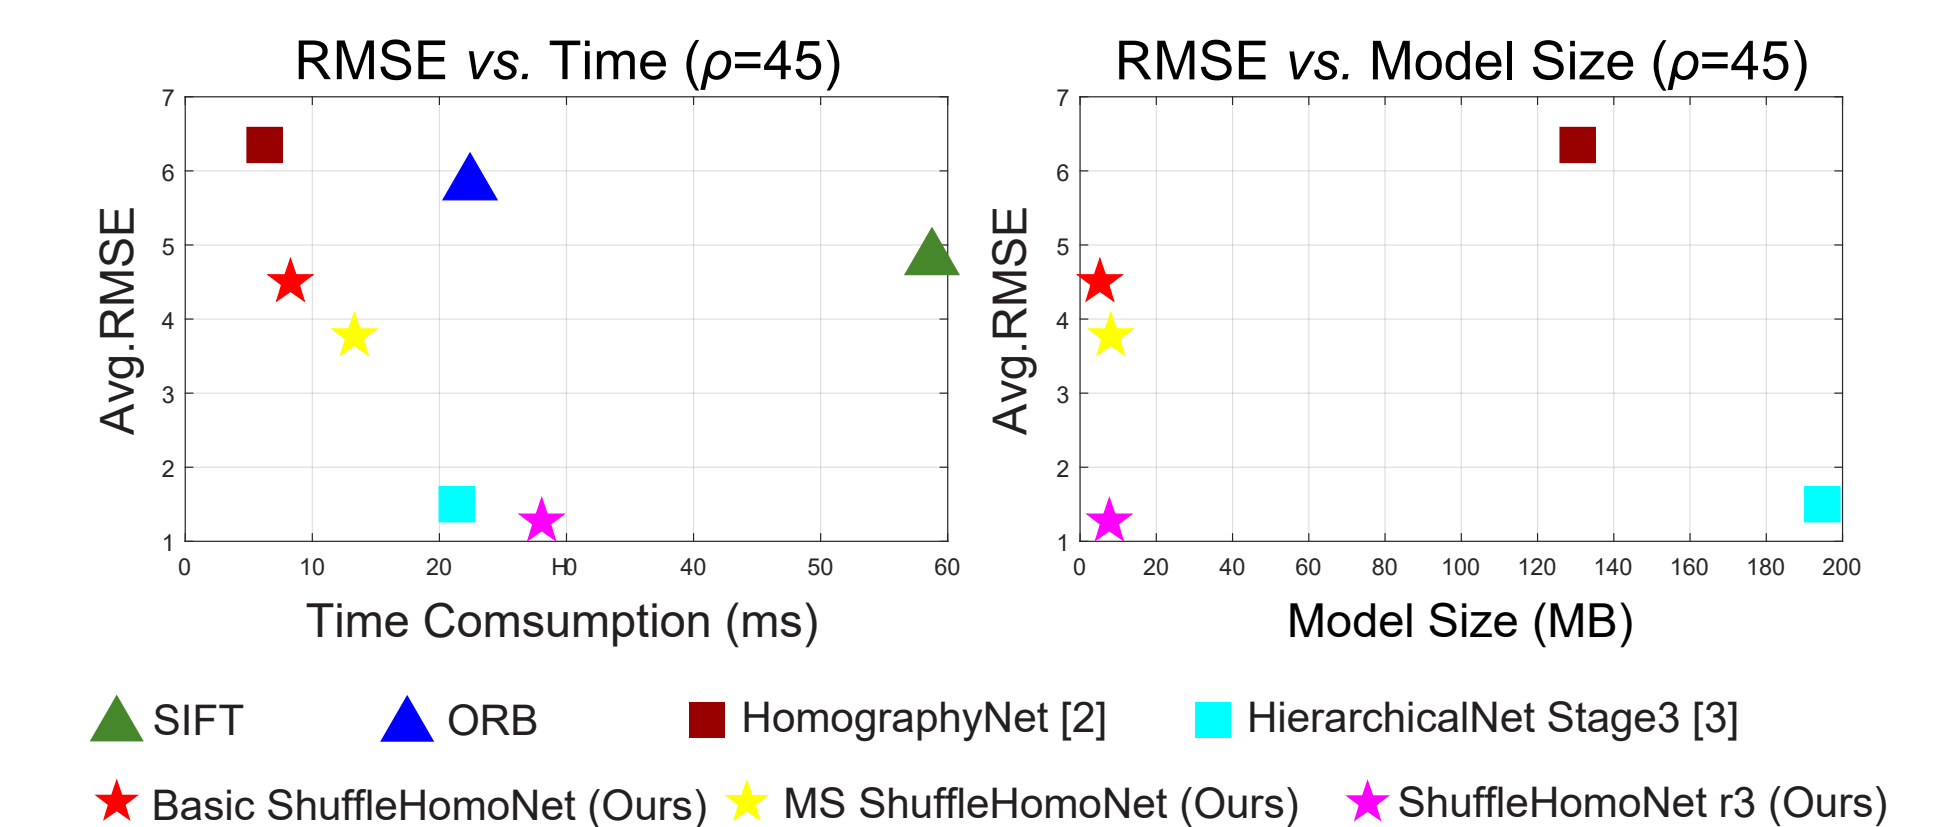 RMSE vs. Time (ρ=45)
7
6
5
4
3
2
1
Avg.RMSE
0 10 20 H0 40 50 60
Time Comsumption (ms)
RMSE vs. Model Size (ρ=45)
7
6
5
4
3
2
1
Avg.RMSE
0 20 40 60 80 100 120 140 160 180 200
Model Size (MB)
SIFT ORB HomographyNet [2] HierarchicalNet Stage3 [3]
Basic ShuffleHomoNet (Ours) MS ShuffleHomoNet (Ours) ShuffleHomoNet r3 (Ours)